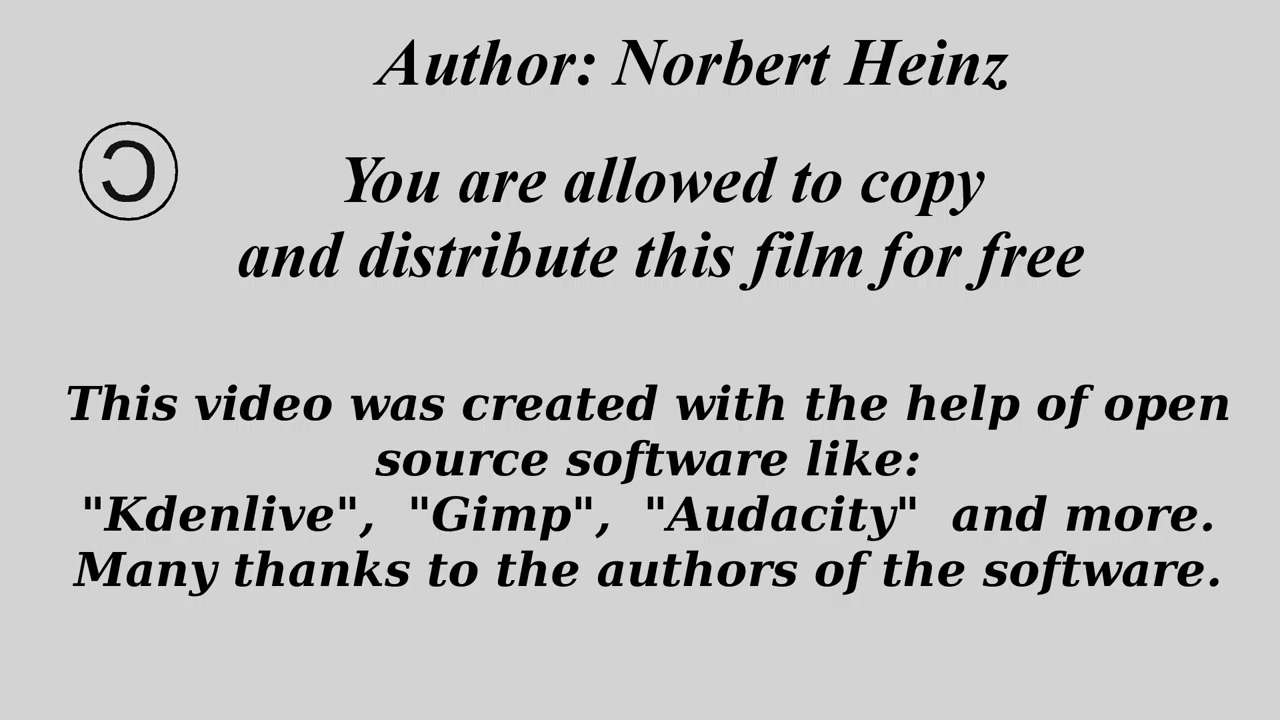 Author: Norbert Heinz
Ɔ
You are allowed to copy
and distribute this film for free
This video was created with the help of open
source software like:
"Kdenlive", "Gimp", "Audacity" and more.
Many thanks to the authors of the software.